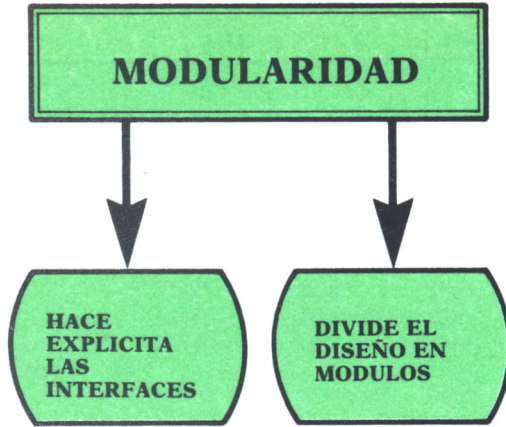 MODULARIDAD
HACE
EXPLICITA
LAS
INTERFACES
DIVIDE EL
DISEÑO EN
MODULOS